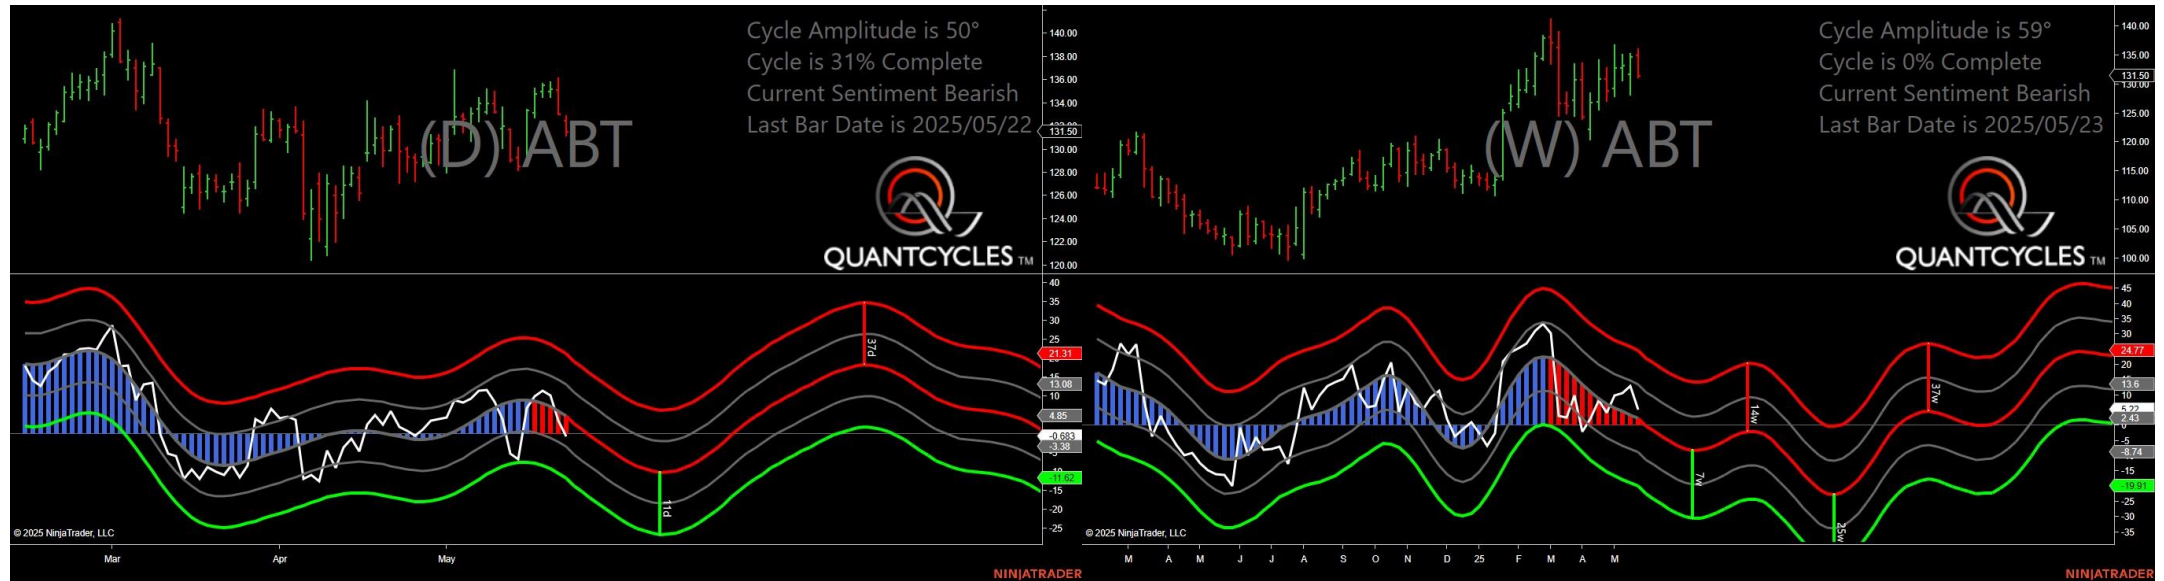 Cycle Amplitude is 50°
Cycle is 31% Complete
Current Sentiment Bearish
Last Bar Date is 2025/05/22
(D) ABT
QUANTCYCLES TM
140.00
138.00
136.00
134.00
131.50
130.00
128.00
126.00
124.00
122.00
120.00
40
35
30
25
21.31
15
13.08
10
4.85
-0.683
-3.38
-11.62
-15
-20
-25
37d
11d
© 2025 NinjaTrader, LLC
Mar Apr May
NINJATRADER
Cycle Amplitude is 59°
Cycle is 0% Complete
Current Sentiment Bearish
Last Bar Date is 2025/05/23
(W) ABT
QUANTCYCLES TM
140.00
135.00
131.50
130.00
125.00
120.00
115.00
110.00
105.00
100.00
45
40
35
30
24.77
20
13.6
5.22
2.43
-5
-8.74
-15
-19.91
-25
-30
-35
14w
37w
7w
25w
© 2025 NinjaTrader, LLC
M A M J J A S O N D 25 F M A M
NINJATRADER